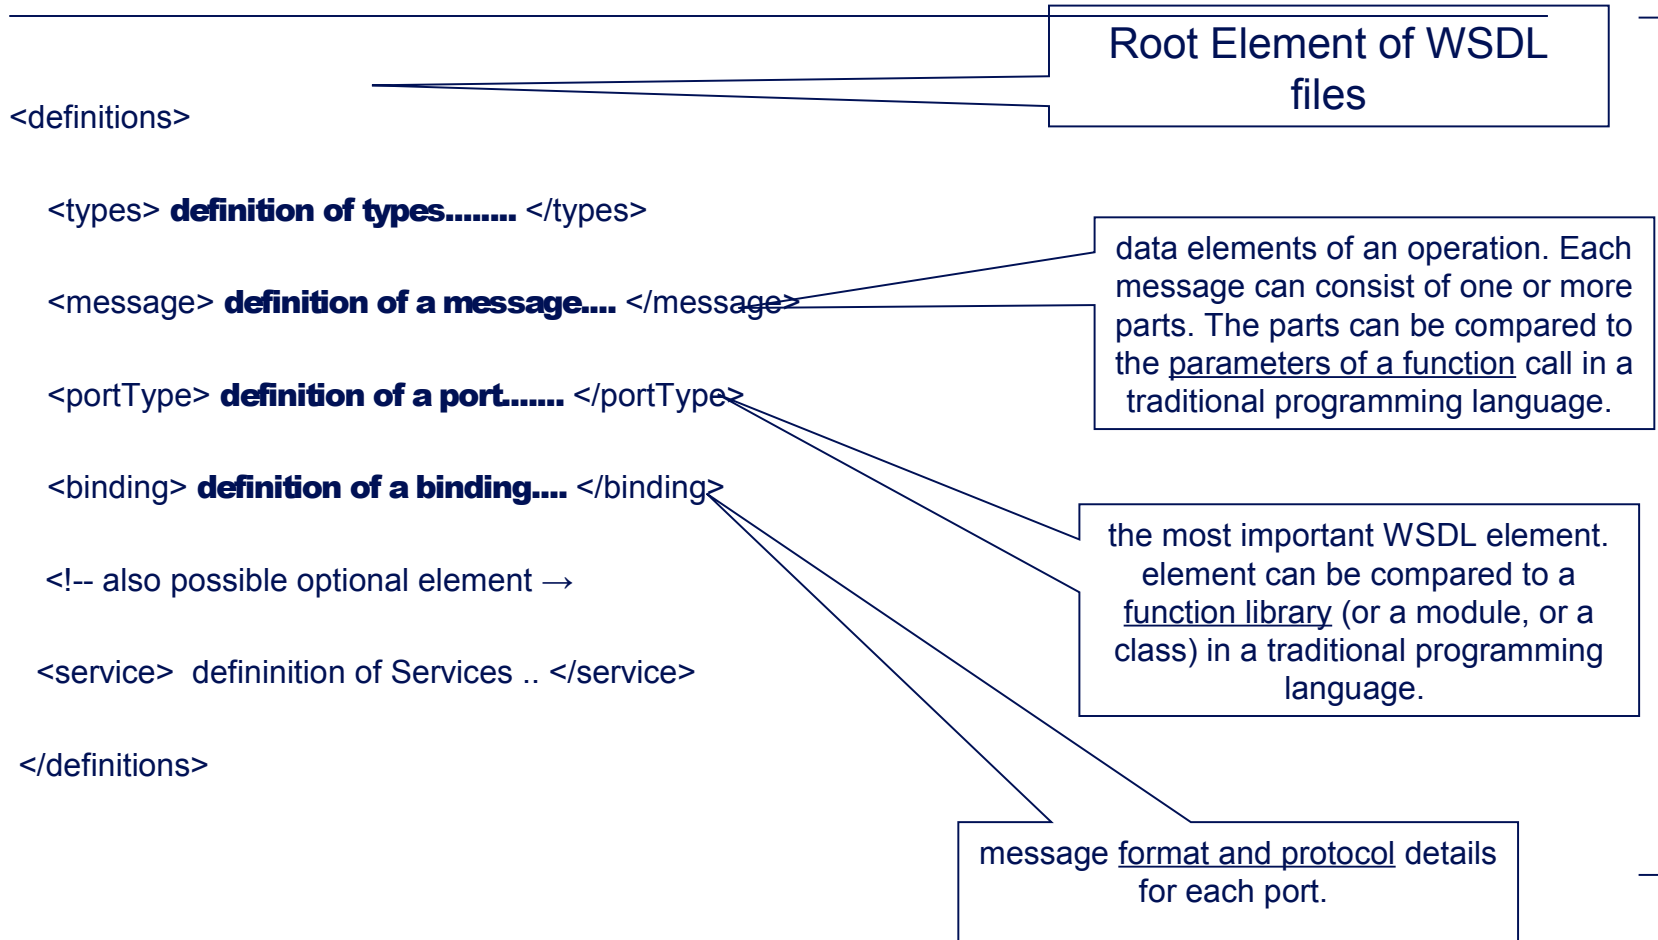 Root Element of WSDL
files
<definitions>
<types> definition of types........ </types>
<message> definition of a message.... </message>
<portType> definition of a port....... </portType>
<binding> definition of a binding.... </binding>
<!-- also possible optional element →
<service> defininition of Services .. </service>
</definitions>
data elements of an operation. Each
message can consist of one or more
parts. The parts can be compared to
the parameters of a function call in a
traditional programming language.
the most important WSDL element.
element can be compared to a
function library (or a module, or a
class) in a traditional programming
language.
message format and protocol details
for each port.